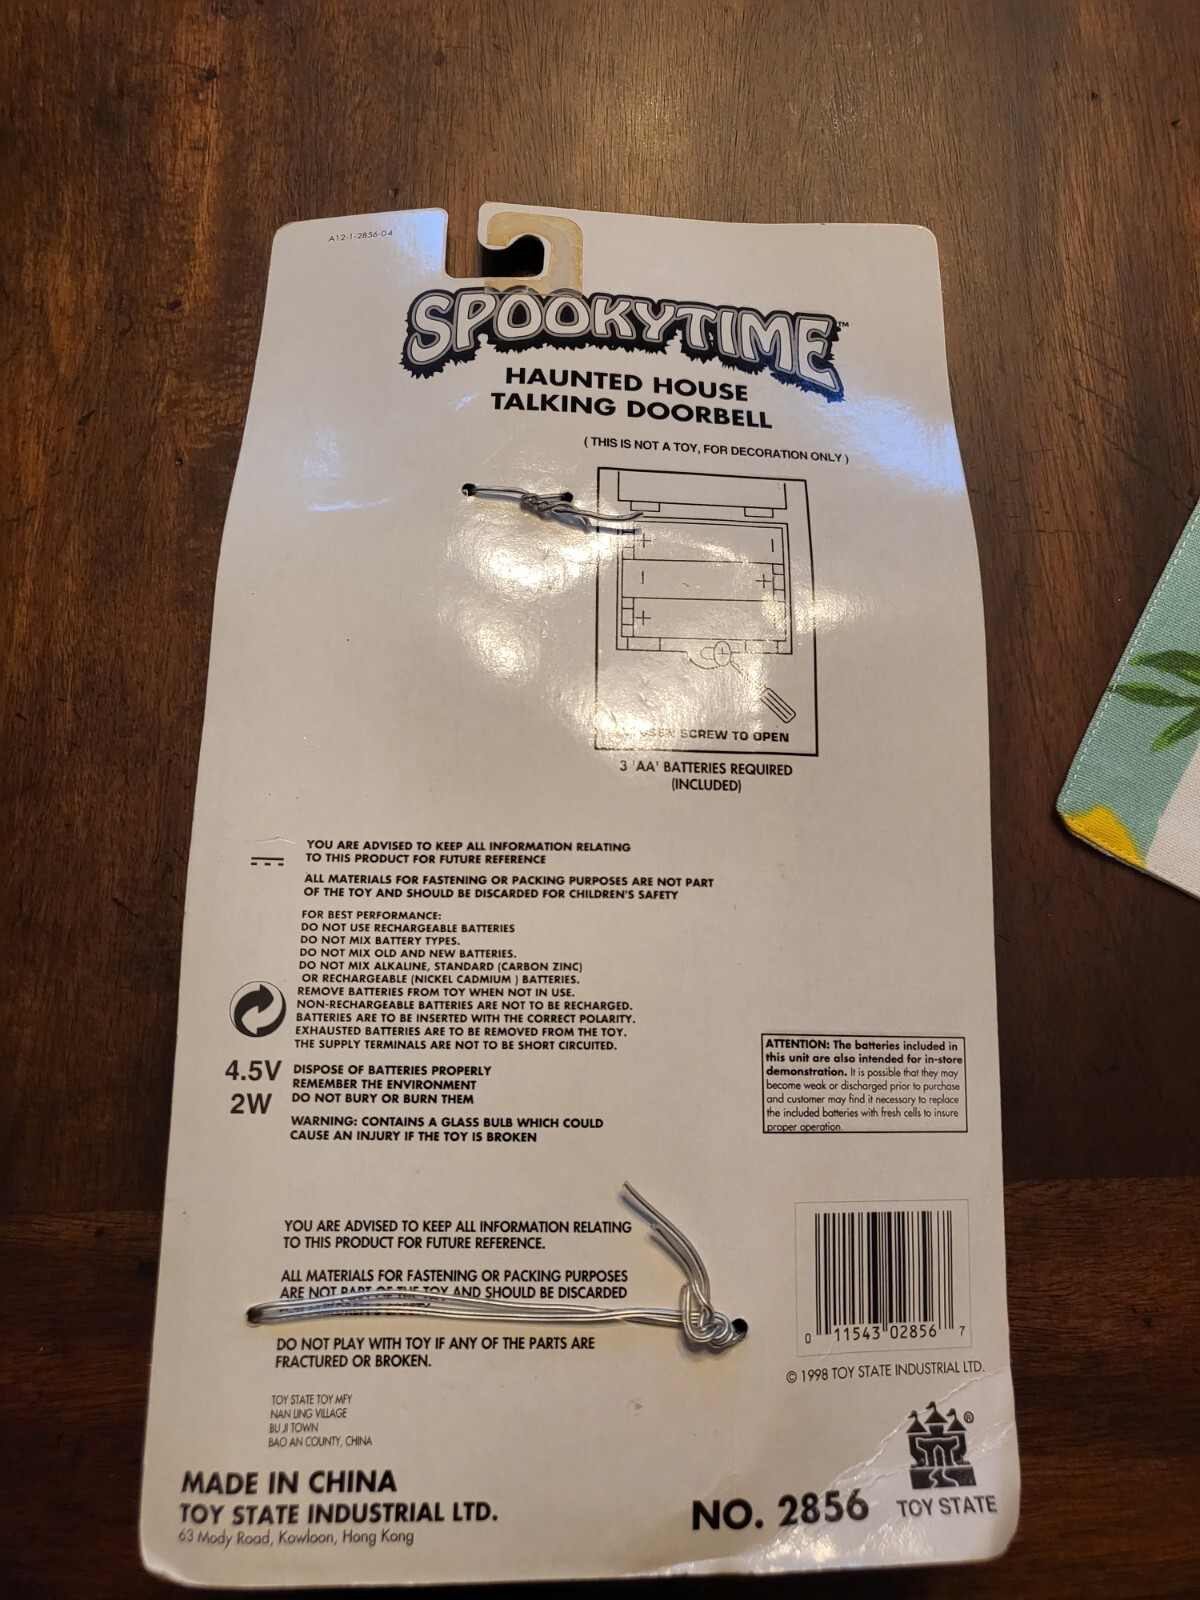 A12-1-2856-04
SPOOKYTIME™
HAUNTED HOUSE
TALKING DOORBELL
( THIS IS NOT A TOY, FOR DECORATION ONLY )
+ –
– +
+
SCREW TO OPEN
3 'AA' BATTERIES REQUIRED
(INCLUDED)
YOU ARE ADVISED TO KEEP ALL INFORMATION RELATING
TO THIS PRODUCT FOR FUTURE REFERENCE
ALL MATERIALS FOR FASTENING OR PACKING PURPOSES ARE NOT PART
OF THE TOY AND SHOULD BE DISCARDED FOR CHILDREN'S SAFETY
FOR BEST PERFORMANCE:
DO NOT USE RECHARGEABLE BATTERIES
DO NOT MIX BATTERY TYPES.
DO NOT MIX OLD AND NEW BATTERIES.
DO NOT MIX ALKALINE, STANDARD (CARBON ZINC)
OR RECHARGEABLE (NICKEL CADMIUM ) BATTERIES.
REMOVE BATTERIES FROM TOY WHEN NOT IN USE.
NON-RECHARGEABLE BATTERIES ARE NOT TO BE RECHARGED.
BATTERIES ARE TO BE INSERTED WITH THE CORRECT POLARITY.
EXHAUSTED BATTERIES ARE TO BE REMOVED FROM THE TOY.
THE SUPPLY TERMINALS ARE NOT TO BE SHORT CIRCUITED.
4.5V
2W
DISPOSE OF BATTERIES PROPERLY
REMEMBER THE ENVIRONMENT
DO NOT BURY OR BURN THEM
WARNING: CONTAINS A GLASS BULB WHICH COULD
CAUSE AN INJURY IF THE TOY IS BROKEN
ATTENTION: The batteries included in
this unit are also intended for in-store
demonstration. It is possible that they may
become weak or discharged prior to purchase
and customer may find it necessary to replace
the included batteries with fresh cells to insure
proper operation.
YOU ARE ADVISED TO KEEP ALL INFORMATION RELATING
TO THIS PRODUCT FOR FUTURE REFERENCE.
ALL MATERIALS FOR FASTENING OR PACKING PURPOSES
ARE NOT PART OF THE TOY AND SHOULD BE DISCARDED
DO NOT PLAY WITH TOY IF ANY OF THE PARTS ARE
FRACTURED OR BROKEN.
0 11543 02856 7
© 1998 TOY STATE INDUSTRIAL LTD.
TOY STATE TOY MFY
NAN LING VILLAGE
BU JI TOWN
BAO AN COUNTY, CHINA
MADE IN CHINA
TOY STATE INDUSTRIAL LTD.
63 Mody Road, Kowloon, Hong Kong
NO. 2856
®
TOY STATE